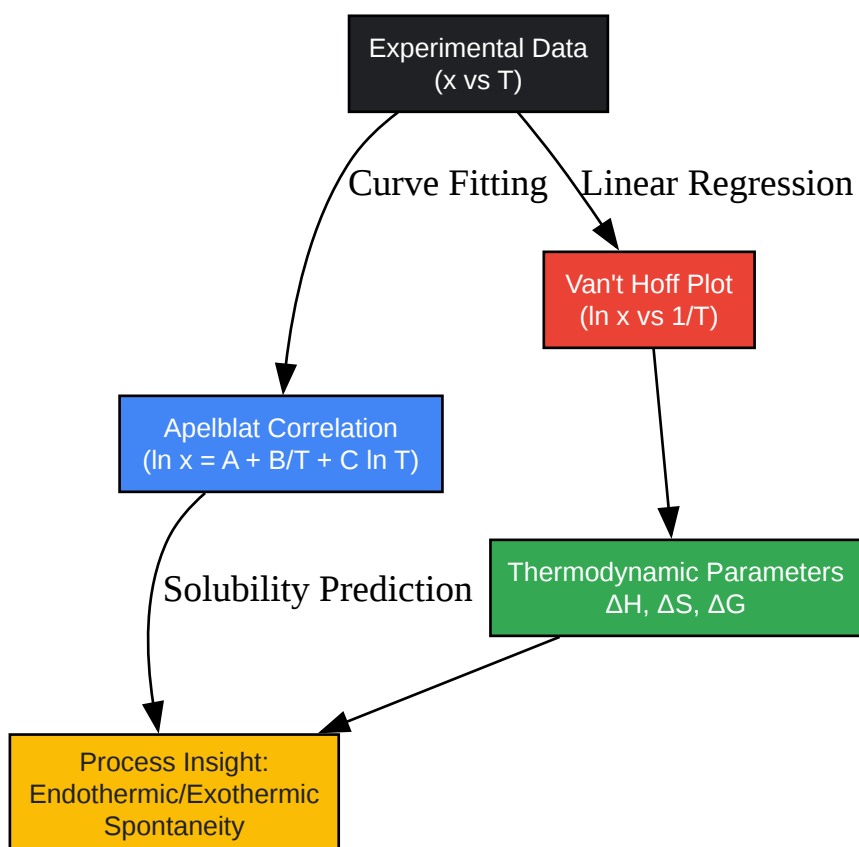 Experimental Data
(x vs T)
Curve Fitting
Linear Regression
Van't Hoff Plot
(ln x vs 1/T)
Apelblat Correlation
(ln x = A + B/T + C ln T)
Thermodynamic Parameters
ΔH, ΔS, ΔG
Solubility Prediction
Process Insight:
Endothermic/Exothermic
Spontaneity